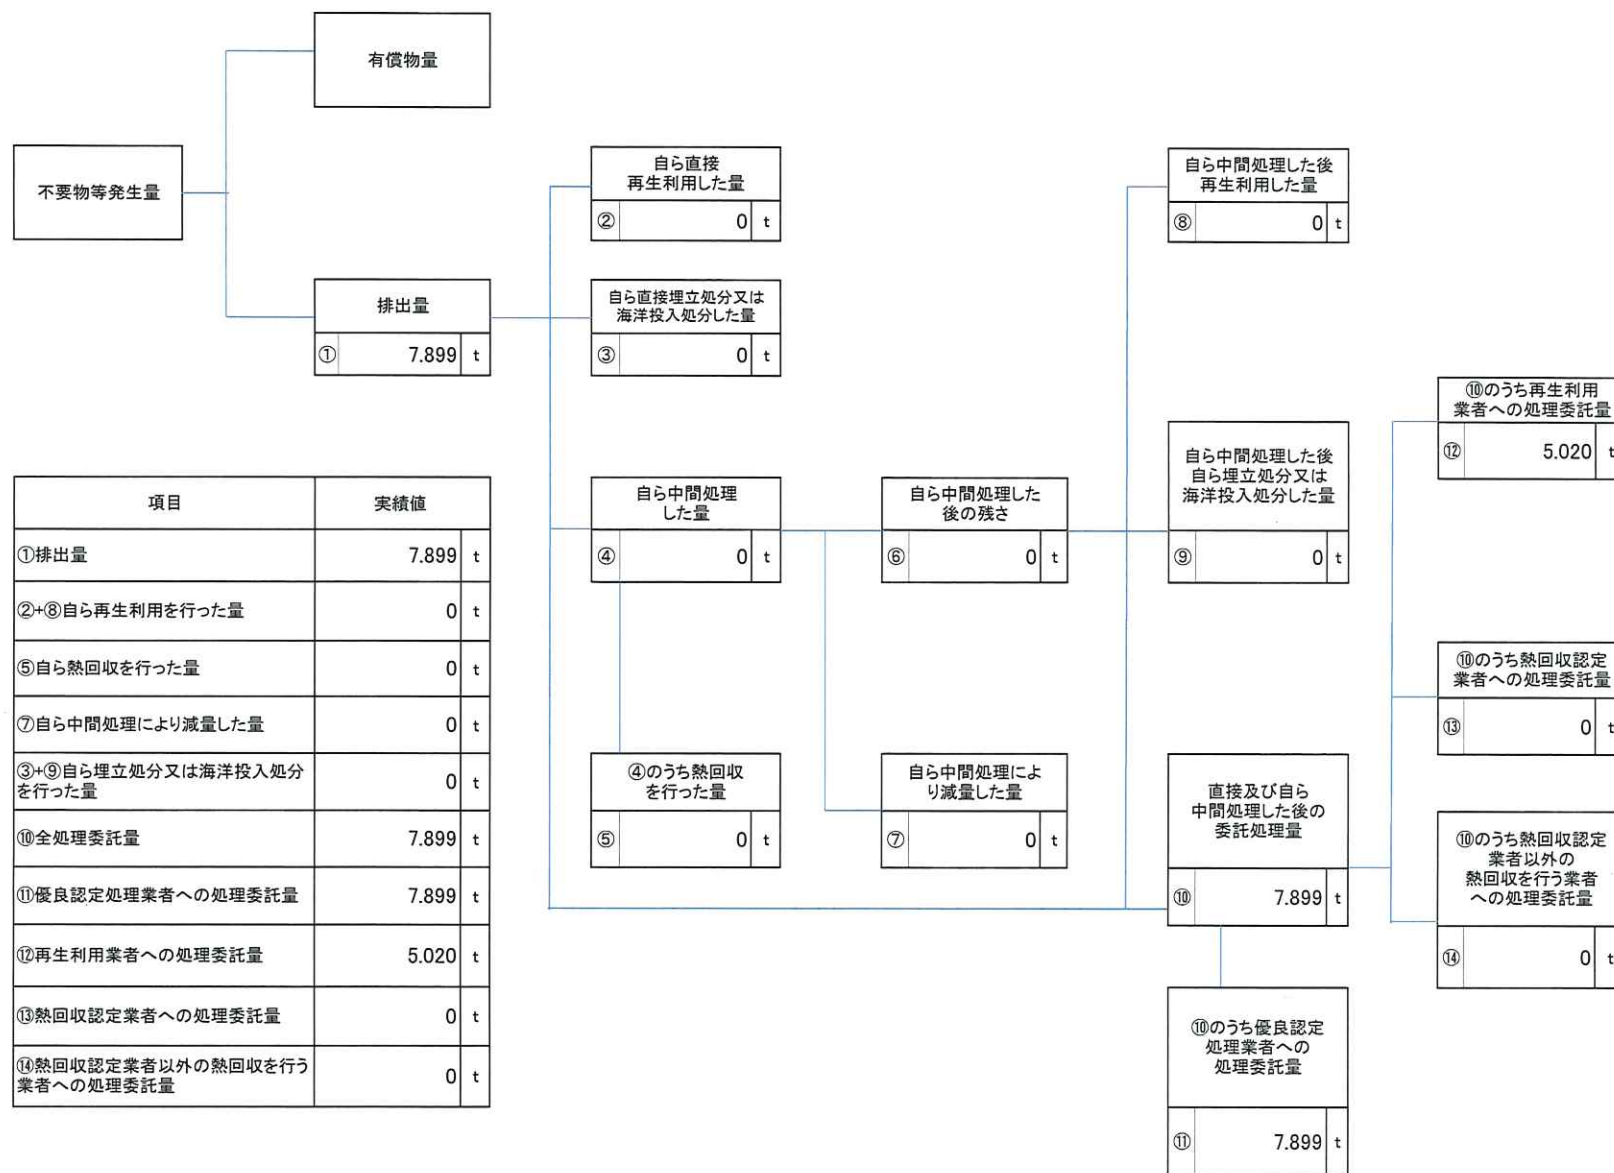 有償物量
不要物等発生量
排出量
① 7.899 t
自ら直接
再生利用した量
② 0 t
自ら直接埋立処分又は
海洋投入処分した量
③ 0 t
自ら中間処理
した量
④ 0 t
④のうち熱回収
を行った量
⑤ 0 t
自ら中間処理した
後の残さ
⑥ 0 t
自ら中間処理によ
り減量した量
⑦ 0 t
自ら中間処理した後
再生利用した量
⑧ 0 t
自ら中間処理した後
自ら埋立処分又は
海洋投入処分した量
⑨ 0 t
直接及び自ら
中間処理した後の
委託処理量
⑩ 7.899 t
⑩のうち優良認定
処理業者への
処理委託量
⑪ 7.899 t
⑩のうち再生利用
業者への処理委託量
⑫ 5.020 t
⑩のうち熱回収認定
業者への処理委託量
⑬ 0 t
⑩のうち熱回収認定
業者以外の
熱回収を行う業者
への処理委託量
⑭ 0 t
項目 実績値
①排出量 7.899 t
②+⑧自ら再生利用を行った量 0 t
⑤自ら熱回収を行った量 0 t
⑦自ら中間処理により減量した量 0 t
③+⑨自ら埋立処分又は海洋投入処分
を行った量 0 t
⑩全処理委託量 7.899 t
⑪優良認定処理業者への処理委託量 7.899 t
⑫再生利用業者への処理委託量 5.020 t
⑬熱回収認定業者への処理委託量 0 t
⑭熱回収認定業者以外の熱回収を行う
業者への処理委託量 0 t